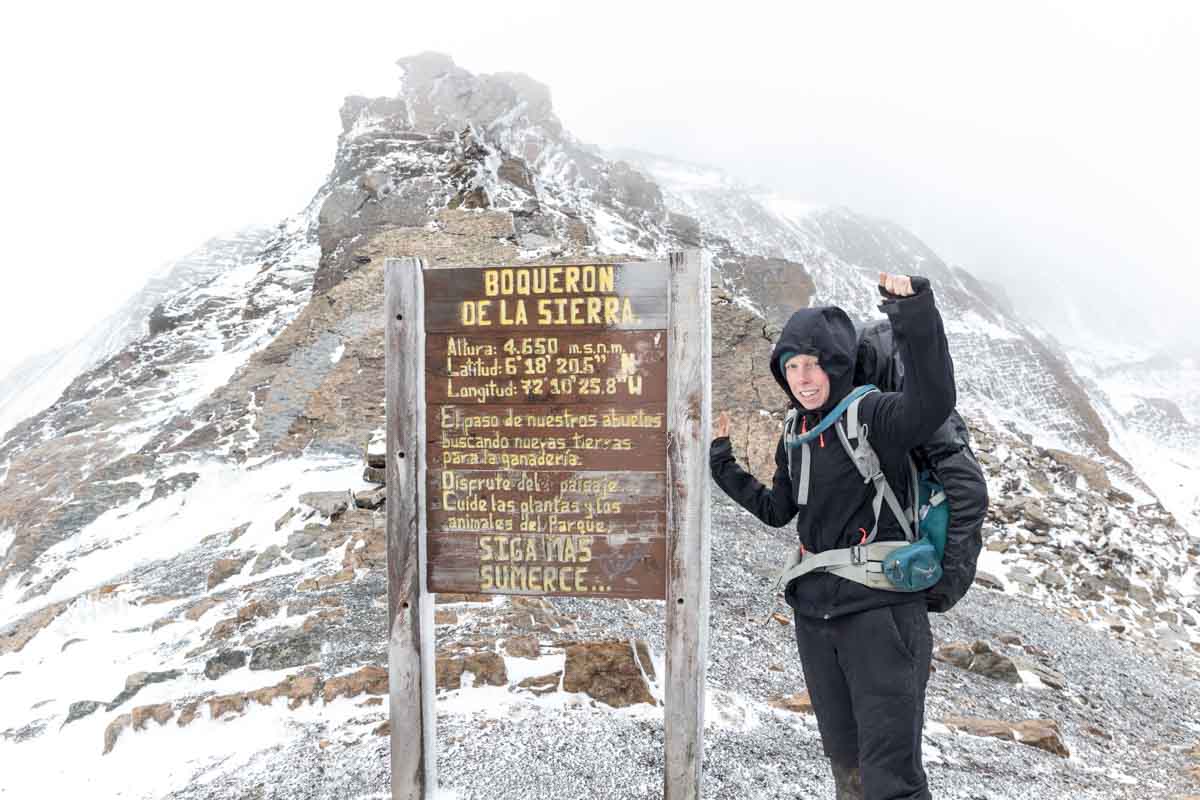 BOQUERON
DE LA SIERRA.
Altura: 4.650 m.s.n.m.
Latitud: 6°18'20.5" N
Longitud: 72°10'25.8"W
El paso de nuestros abuelos
buscando nuevas tierras
para la ganadería.
Disfrute del paisaje
Cuide las plantas y los
animales del Parque,
SIGA MAS
SUMERCE...